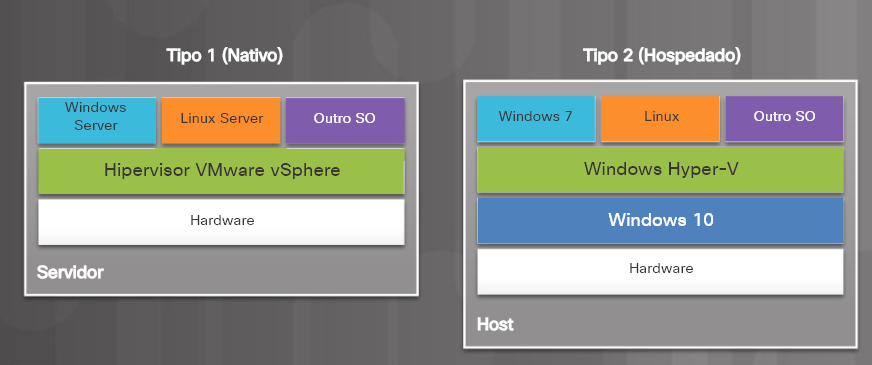 Tipo 1 (Nativo)
Windows
Server
Linux Server
Outro SO
Hipervisor VMware vSphere
Hardware
Servidor
Tipo 2 (Hospedado)
Windows 7
Linux
Outro SO
Windows Hyper-V
Windows 10
Hardware
Host